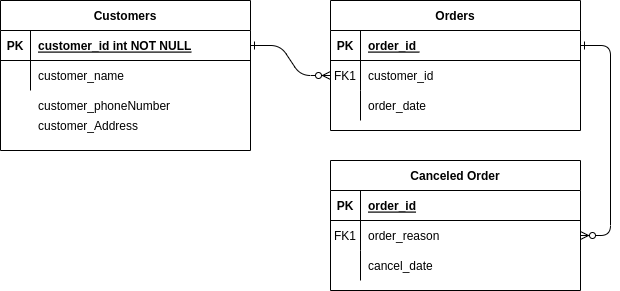 Customers
PK customer_id int NOT NULL
customer_name
customer_phoneNumber
customer_Address
Orders
PK order_id
FK1 customer_id
order_date
Canceled Order
PK order_id
FK1 order_reason
cancel_date